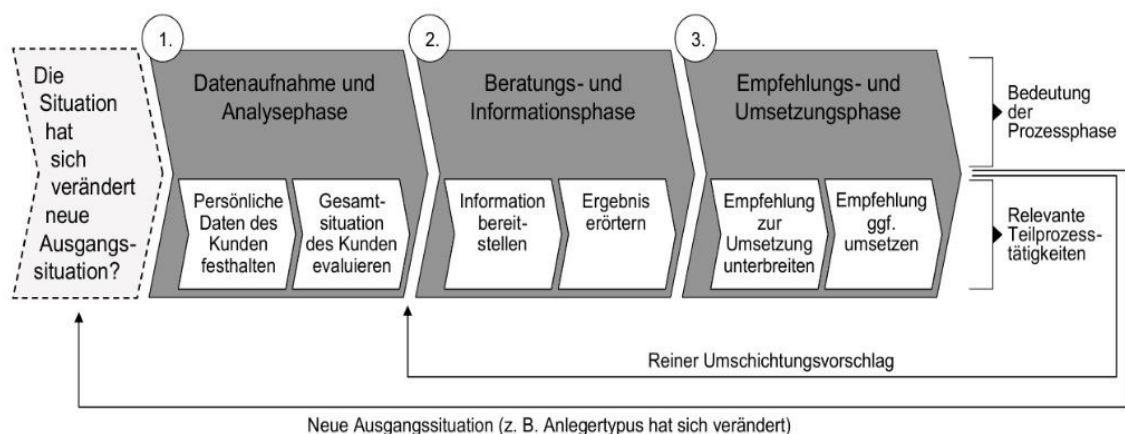 1.
2.
3.
Die
Situation
hat
sich
verändert
neue
Ausgangs-
situation?
Datenaufnahme und
Analysephase
Persönliche
Daten des
Kunden
festhalten
Gesamt-
situation
des Kunden
evaluieren
Beratungs- und
Informationsphase
Information
bereit-
stellen
Ergebnis
erörtern
Empfehlungs- und
Umsetzungsphase
Empfehlung
zur
Umsetzung
unterbreiten
Empfehlung
ggf.
umsetzen
Bedeutung
der
Prozessphase
Relevante
Teilprozess-
tätigkeiten
Reiner Umschichtungsvorschlag
Neue Ausgangssituation (z. B. Anlegertypus hat sich verändert)